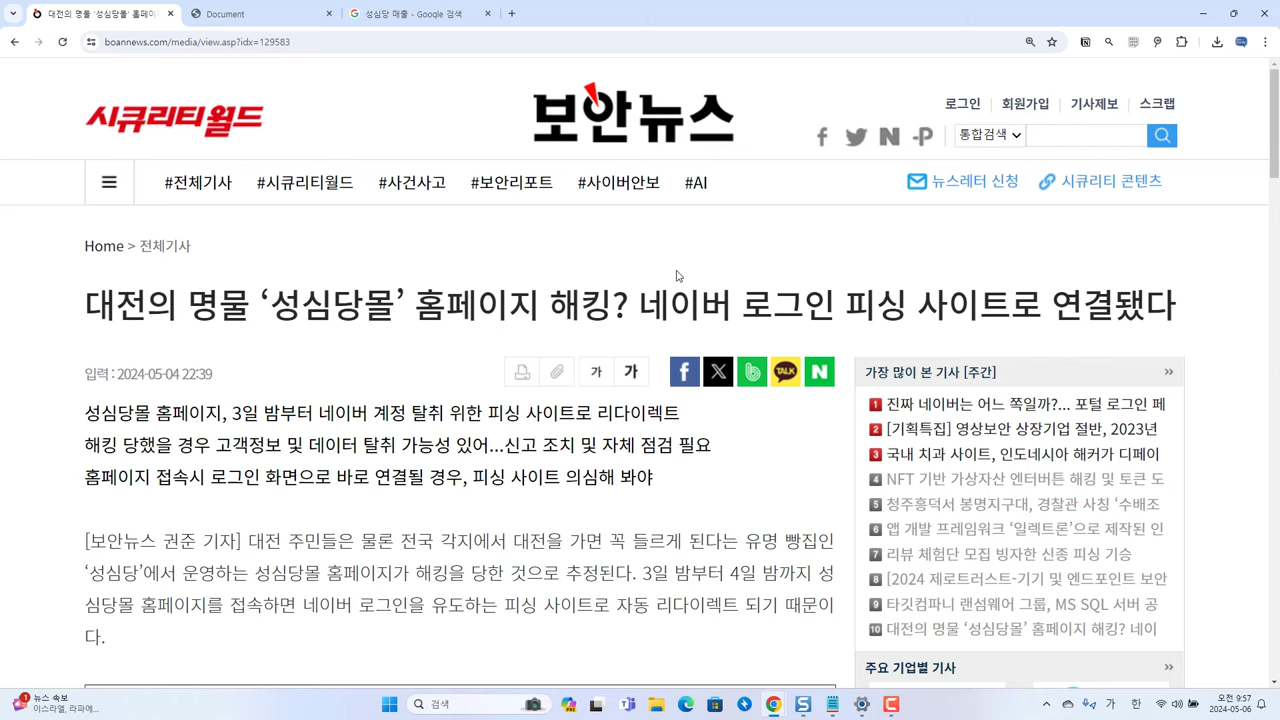 대전의 명물 ‘성심당몰’ 홈페이지
Document
성심당 매출 - Google 검색
boannews.com/media/view.asp?idx=129583
시큐리티월드
보안뉴스
로그인 | 회원가입 | 기사제보 | 스크랩
통합검색
#전체기사 #시큐리티월드 #사건사고 #보안리포트 #사이버안보 #AI
뉴스레터 신청 시큐리티 콘텐츠
Home > 전체기사
대전의 명물 ‘성심당몰’ 홈페이지 해킹? 네이버 로그인 피싱 사이트로 연결됐다
입력 : 2024-05-04 22:39
가 가
TALK
성심당몰 홈페이지, 3일 밤부터 네이버 계정 탈취 위한 피싱 사이트로 리다이렉트
해킹 당했을 경우 고객정보 및 데이터 탈취 가능성 있어...신고 조치 및 자체 점검 필요
홈페이지 접속시 로그인 화면으로 바로 연결될 경우, 피싱 사이트 의심해 봐야
[보안뉴스 권준 기자] 대전 주민들은 물론 전국 각지에서 대전을 가면 꼭 들르게 된다는 유명 빵집인
‘성심당’에서 운영하는 성심당몰 홈페이지가 해킹을 당한 것으로 추정된다. 3일 밤부터 4일 밤까지 성
심당몰 홈페이지를 접속하면 네이버 로그인을 유도하는 피싱 사이트로 자동 리다이렉트 되기 때문이
다.
가장 많이 본 기사 [주간]
1 진짜 네이버는 어느 쪽일까?... 포털 로그인 페
2 [기획특집] 영상보안 상장기업 절반, 2023년
3 국내 치과 사이트, 인도네시아 해커가 디페이
4 NFT 기반 가상자산 엔터버튼 해킹 및 토큰 도
5 청주흥덕서 봉명지구대, 경찰관 사칭 ‘수배조
6 앱 개발 프레임워크 ‘일렉트론’으로 제작된 인
7 리뷰 체험단 모집 빙자한 신종 피싱 기승
8 [2024 제로트러스트-기기 및 엔드포인트 보안
9 타깃컴파니 랜섬웨어 그룹, MS SQL 서버 공
10 대전의 명물 ‘성심당몰’ 홈페이지 해킹? 네이
주요 기업별 기사
뉴스 속보
이스라엘, 라파에...
검색
가 한
오전 9:57
2024-05-06